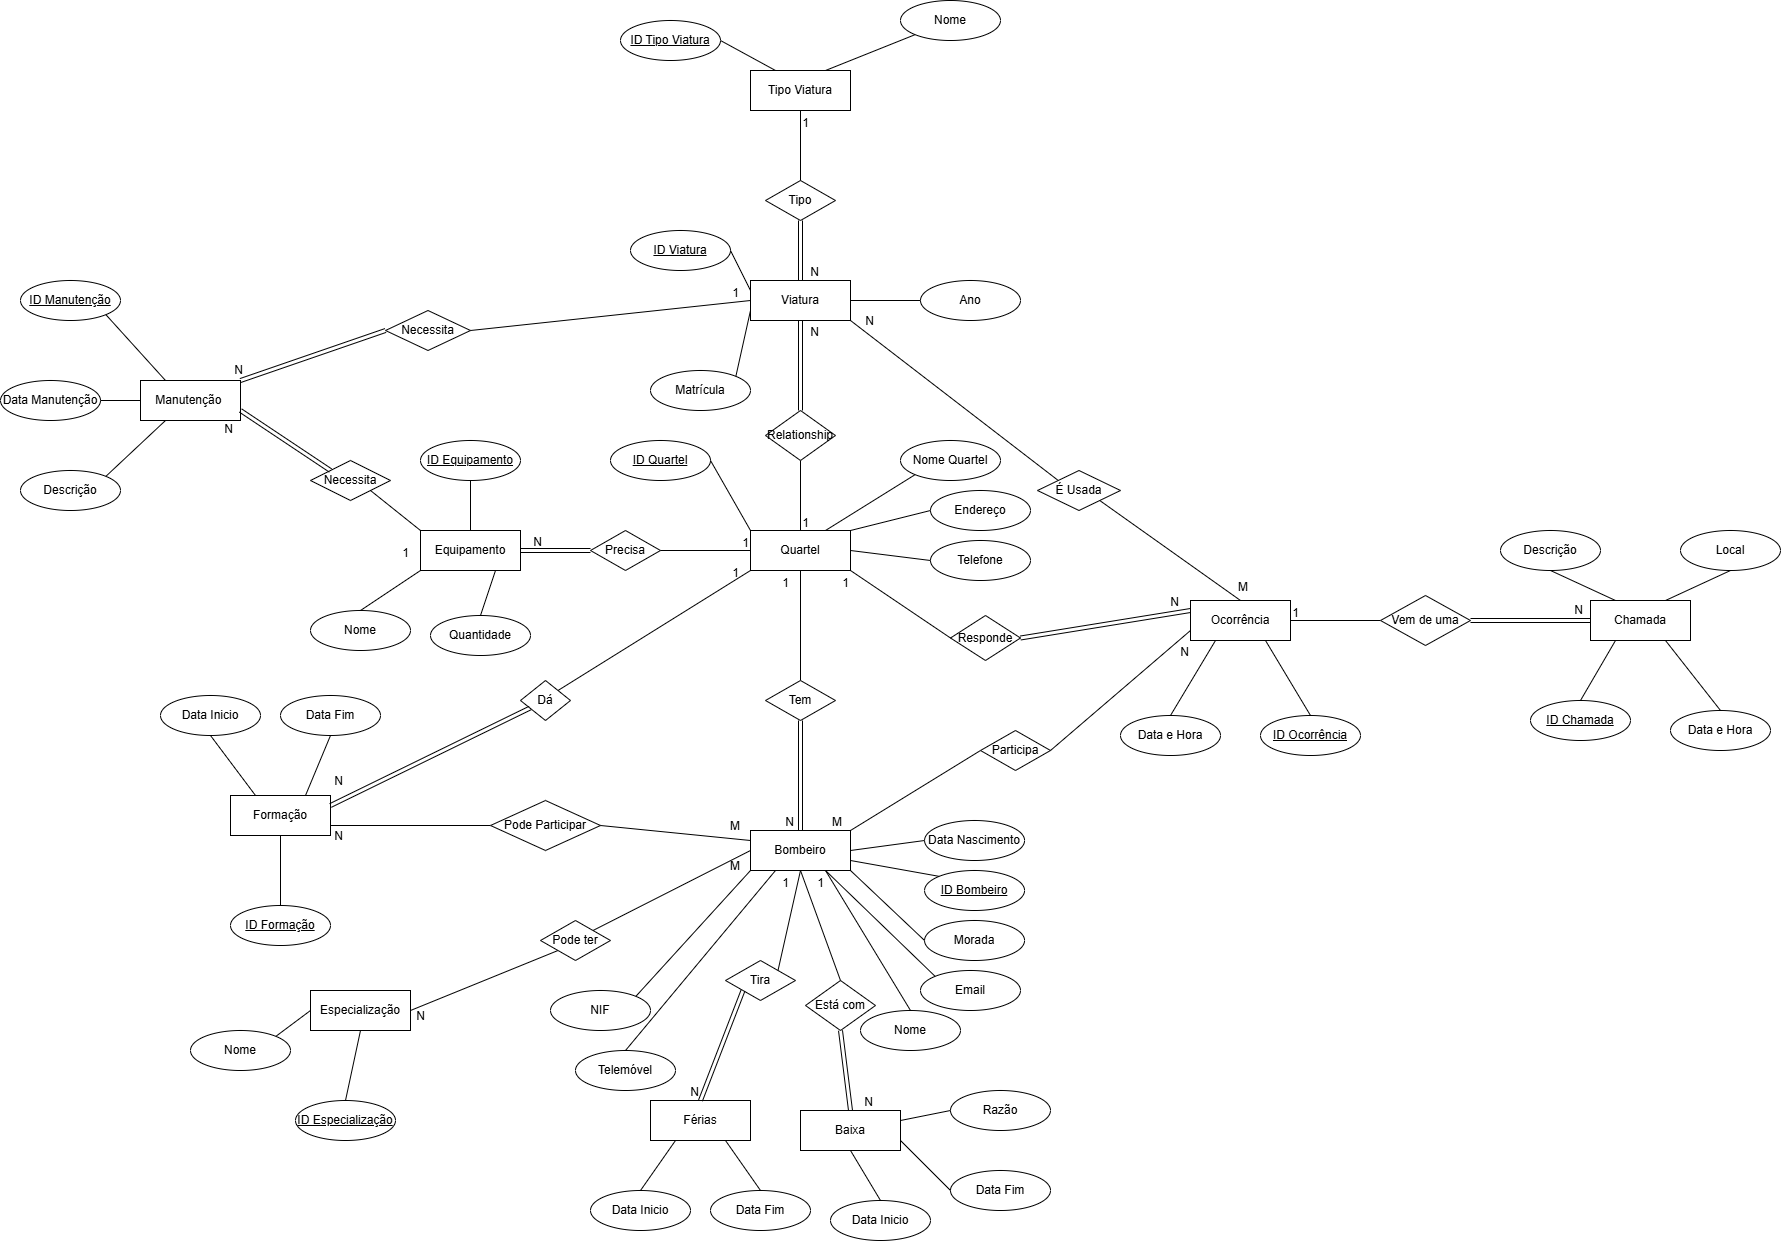 Nome
ID Tipo Viatura
Tipo Viatura
1
Tipo
ID Viatura
N
Viatura
Ano
1
N
N
Necessita
ID Manutenção
N
Data Manutenção
Manutenção
Matrícula
N
Descrição
Necessita
Relationship
ID Equipamento
ID Quartel
Nome Quartel
É Usada
Endereço
1
1
Equipamento
N
Precisa
1
Quartel
Telefone
Descrição
Local
1
1
1
M
N
Nome
Quantidade
Responde
N
Ocorrência
1
Vem de uma
N
Chamada
Dá
Tem
Data Inicio
Data Fim
Data e Hora
ID Ocorrência
ID Chamada
Data e Hora
Participa
N
Formação
N
Pode Participar
M
N
M
Bombeiro
Data Nascimento
M
1
1
ID Bombeiro
ID Formação
Pode ter
Morada
Tira
Email
Especialização
N
NIF
Está com
Nome
Nome
Telemóvel
ID Especialização
N
Férias
N
Baixa
Razão
Data Fim
Data Inicio
Data Fim
Data Inicio